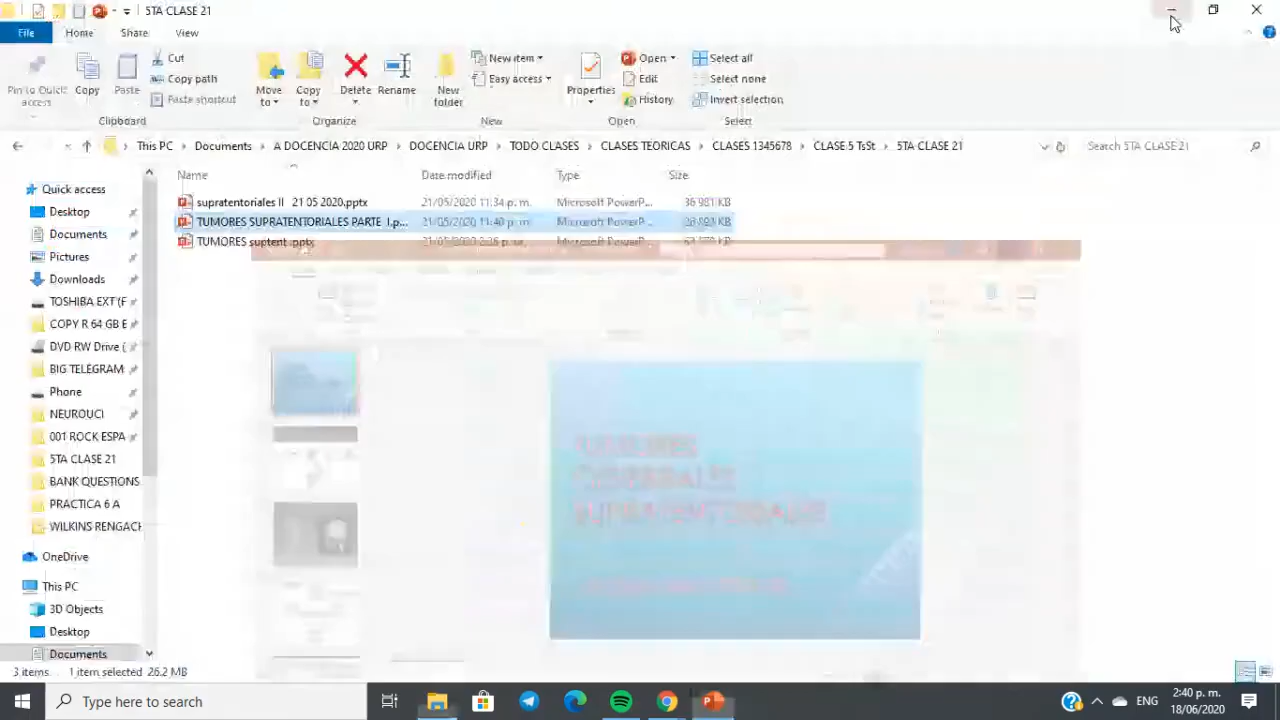 5TA CLASE 21
File Home Share View
Cut
Copy path
Paste shortcut
Pin to Quick access
Copy
Paste
Move to
Copy to
Delete
Rename
New folder
New item
Easy access
Properties
Open
Edit
History
Select all
Select none
Invert selection
Clipboard Organize New Open Select
This PC Documents A DOCENCIA 2020 URP DOCENCIA URP TODO CLASES CLASES TEORICAS CLASES 1345678 CLASE 5 TsSt 5TA CLASE 21
Search 5TA CLASE 21
Name Date modified Type Size
supratentoriales II 21 05 2020.pptx 21/05/2020 11:34 p. m. Microsoft PowerP... 36 981 KB
TUMORES SUPRATENTORIALES PARTE I.p... 21/05/2020 11:40 p. m. Microsoft PowerP...
TUMORES suptent .pptx Microsoft PowerP...
Quick access
Desktop
Documents
Pictures
Downloads
TOSHIBA EXT (F
COPY R 64 GB E
DVD RW Drive (
BIG TELEGRAM
Phone
NEUROUCI
001 ROCK ESPA
5TA CLASE 21
BANK QUESTIONS
PRACTICA 6 A
WILKINS RENGACH
OneDrive
This PC
3D Objects
Desktop
Documents
TUMORES
CEREBRALES
SUPRATENTORIALES
3 items 1 item selected 26.2 MB
Type here to search
ENG
2:40 p. m.
18/06/2020